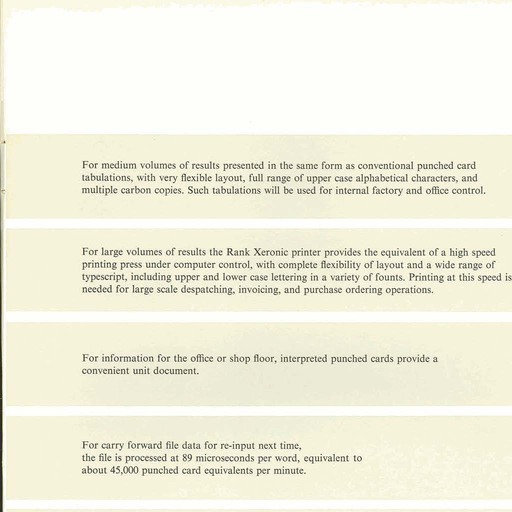 For medium volumes of results presented in the same form as conventional punched card
tabulations, with very flexible layout, full range of upper case alphabetical characters, and
multiple carbon copies. Such tabulations will be used for internal factory and office control.
For large volumes of results the Rank Xeronic printer provides the equivalent of a high speed
printing press under computer control, with complete flexibility of layout and a wide range of
typescript, including upper and lower case lettering in a variety of founts. Printing at this speed is
needed for large scale despatching, invoicing, and purchase ordering operations.
For information for the office or shop floor, interpreted punched cards provide a
convenient unit document.
For carry forward file data for re-input next time,
the file is processed at 89 microseconds per word, equivalent to
about 45,000 punched card equivalents per minute.